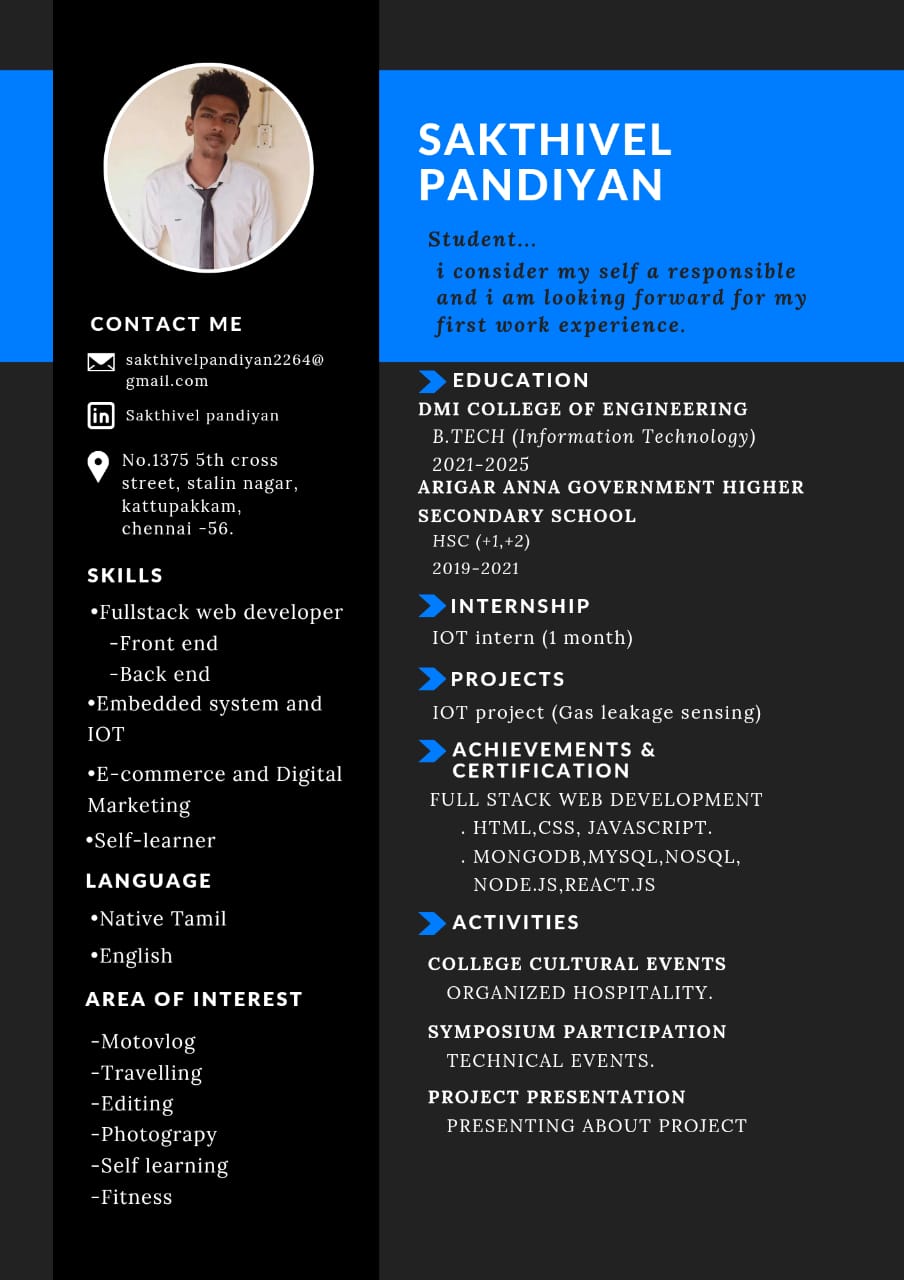 SAKTHIVEL
PANDIYAN
Student...
i consider my self a responsible
and i am looking forward for my
first work experience.
CONTACT ME
sakthivelpandiyan2264@
gmail.com
in
Sakthivel pandiyan
No.1375 5th cross
street, stalin nagar,
kattupakkam,
chennai -56.
SKILLS
•Fullstack web developer
-Front end
-Back end
•Embedded system and
IOT
•E-commerce and Digital
Marketing
•Self-learner
LANGUAGE
•Native Tamil
•English
AREA OF INTEREST
-Motovlog
-Travelling
-Editing
-Photograpy
-Self learning
-Fitness
EDUCATION
DMI COLLEGE OF ENGINEERING
B.TECH (Information Technology)
2021-2025
ARIGAR ANNA GOVERNMENT HIGHER
SECONDARY SCHOOL
HSC (+1,+2)
2019-2021
INTERNSHIP
IOT intern (1 month)
PROJECTS
IOT project (Gas leakage sensing)
ACHIEVEMENTS &
CERTIFICATION
FULL STACK WEB DEVELOPMENT
. HTML,CSS, JAVASCRIPT.
. MONGODB,MYSQL,NOSQL,
NODE.JS,REACT.JS
ACTIVITIES
COLLEGE CULTURAL EVENTS
ORGANIZED HOSPITALITY.
SYMPOSIUM PARTICIPATION
TECHNICAL EVENTS.
PROJECT PRESENTATION
PRESENTING ABOUT PROJECT